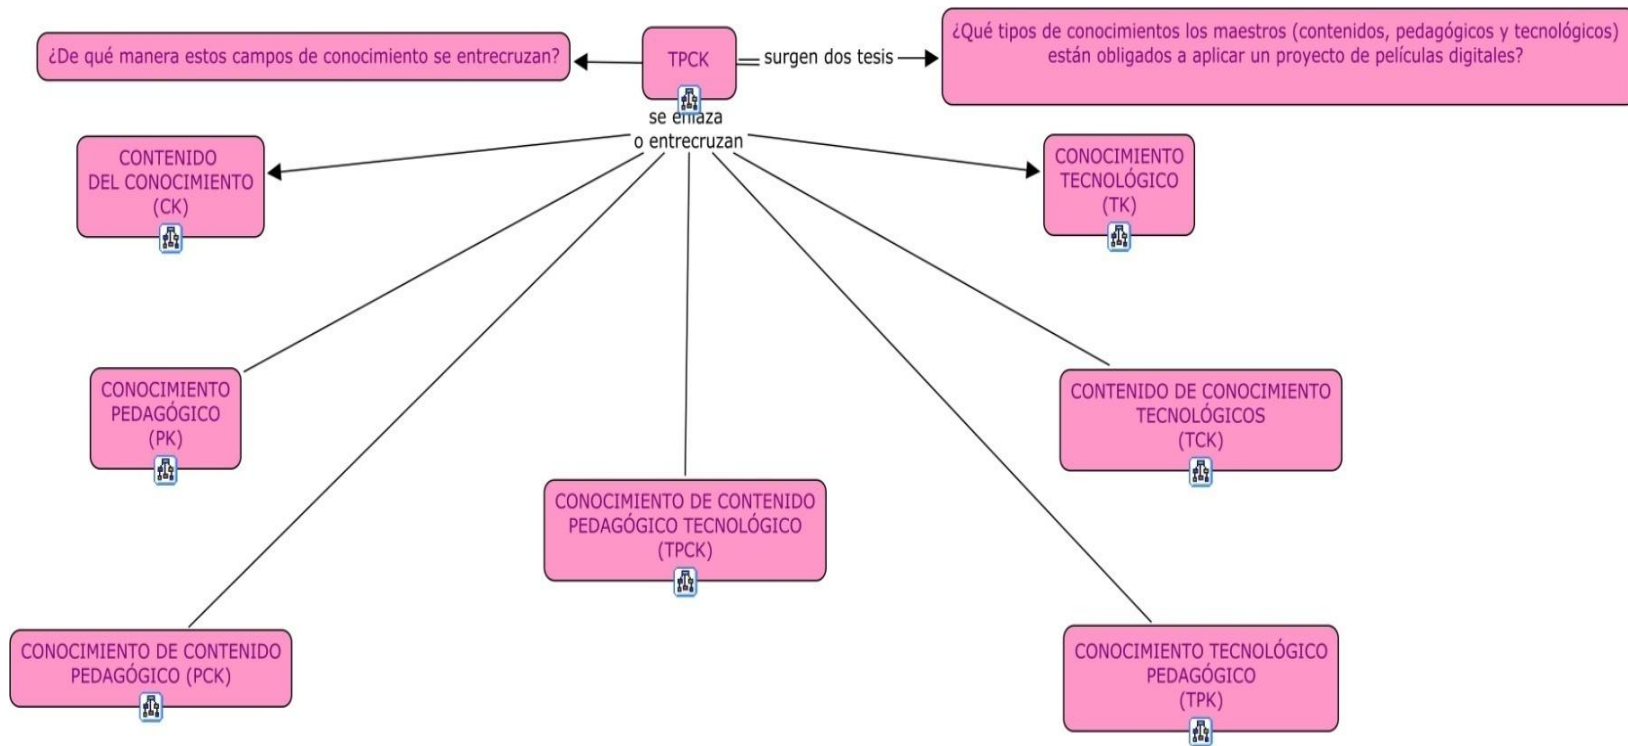 ¿De qué manera estos campos de conocimiento se entrecruzan?
TPCK
surgen dos tesis
¿Qué tipos de conocimientos los maestros (contenidos, pedagógicos y tecnológicos)
están obligados a aplicar un proyecto de películas digitales?
se enlaza
o entrecruzan
CONTENIDO
DEL CONOCIMIENTO
(CK)
CONOCIMIENTO
TECNOLÓGICO
(TK)
CONOCIMIENTO
PEDAGÓGICO
(PK)
CONTENIDO DE CONOCIMIENTO
TECNOLÓGICOS
(TCK)
CONOCIMIENTO DE CONTENIDO
PEDAGÓGICO TECNOLÓGICO
(TPCK)
CONOCIMIENTO DE CONTENIDO
PEDAGÓGICO (PCK)
CONOCIMIENTO TECNOLÓGICO
PEDAGÓGICO
(TPK)